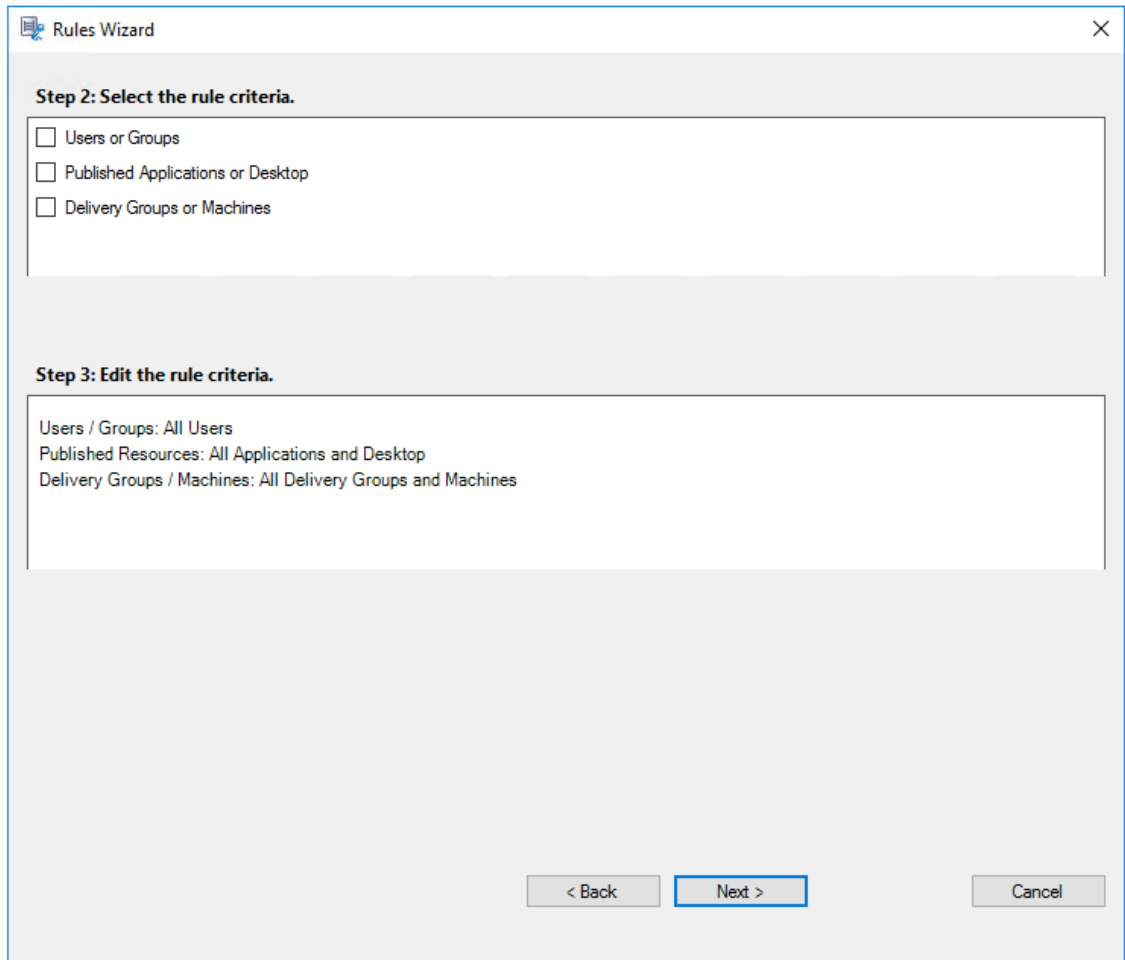 Rules Wizard
Step 2: Select the rule criteria.
Users or Groups
Published Applications or Desktop
Delivery Groups or Machines
Step 3: Edit the rule criteria.
Users / Groups: All Users
Published Resources: All Applications and Desktop
Delivery Groups / Machines: All Delivery Groups and Machines
< Back Next > Cancel